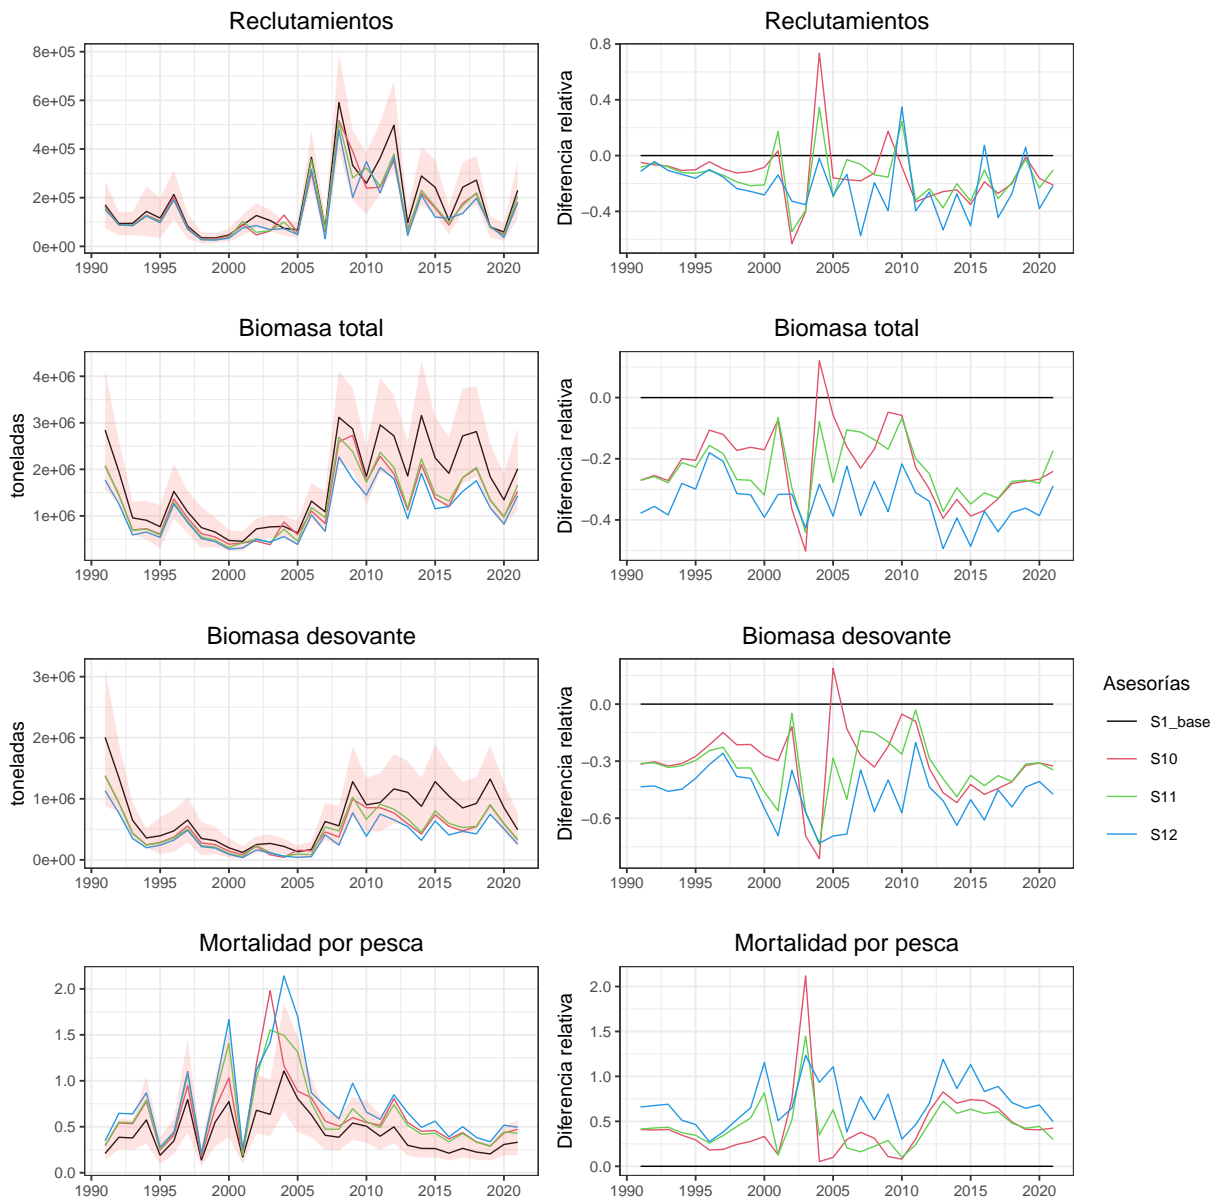 Reclutamientos
Reclutamientos
8e+05
6e+05
4e+05
2e+05
0e+00
1990 1995 2000 2005 2010 2015 2020
Diferencia relativa
0.8
0.4
0.0
−0.4
1990 1995 2000 2005 2010 2015 2020
Biomasa total
Biomasa total
toneladas
4e+06
3e+06
2e+06
1e+06
1990 1995 2000 2005 2010 2015 2020
Diferencia relativa
0.0
−0.2
−0.4
1990 1995 2000 2005 2010 2015 2020
Biomasa desovante
Biomasa desovante
toneladas
3e+06
2e+06
1e+06
0e+00
1990 1995 2000 2005 2010 2015 2020
Diferencia relativa
0.0
−0.3
−0.6
1990 1995 2000 2005 2010 2015 2020
Asesorías
S1_base
S10
S11
S12
Mortalidad por pesca
Mortalidad por pesca
2.0
1.5
1.0
0.5
0.0
1990 1995 2000 2005 2010 2015 2020
Diferencia relativa
2.0
1.5
1.0
0.5
0.0
1990 1995 2000 2005 2010 2015 2020